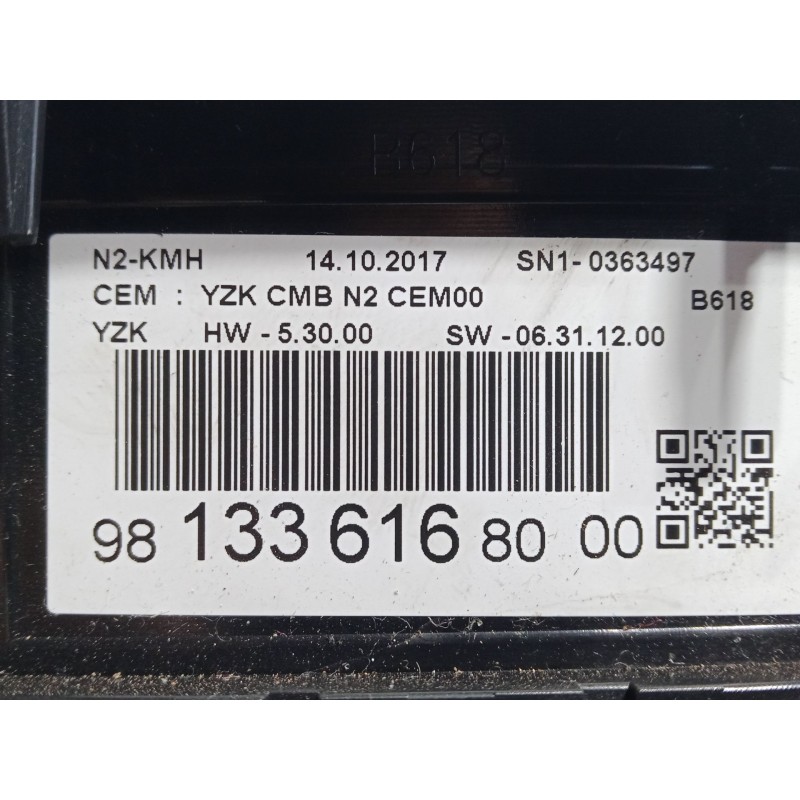 B618
N2-KMH 14.10.2017 SN1- 0363497
CEM : YZK CMB N2 CEM00 B618
YZK HW - 5.30.00 SW - 06.31.12.00
98 133 616 80 00